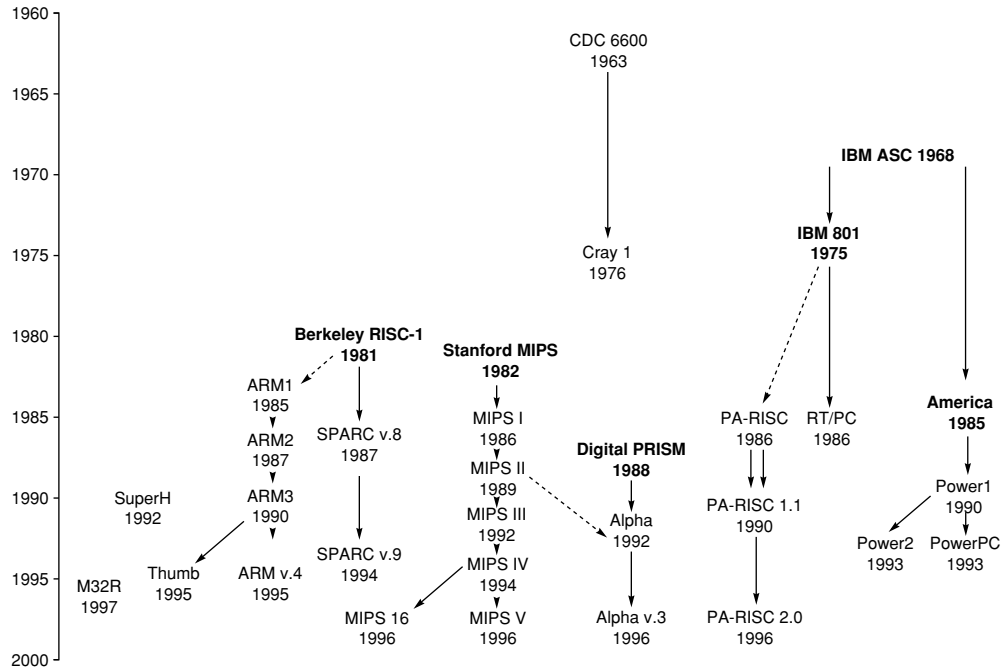 1960
1965
1970
1975
1980
1985
1990
1995
2000
CDC 6600
1963
Cray 1
1976
IBM ASC 1968
IBM 801
1975
Berkeley RISC-1
1981
Stanford MIPS
1982
ARM1
1985
ARM2
1987
ARM3
1990
SuperH
1992
M32R
1997
Thumb
1995
ARM v.4
1995
SPARC v.8
1987
SPARC v.9
1994
MIPS I
1986
MIPS II
1989
MIPS III
1992
MIPS IV
1994
MIPS 16
1996
MIPS V
1996
Digital PRISM
1988
Alpha
1992
Alpha v.3
1996
PA-RISC
1986
PA-RISC 1.1
1990
PA-RISC 2.0
1996
RT/PC
1986
America
1985
Power1
1990
Power2
1993
PowerPC
1993